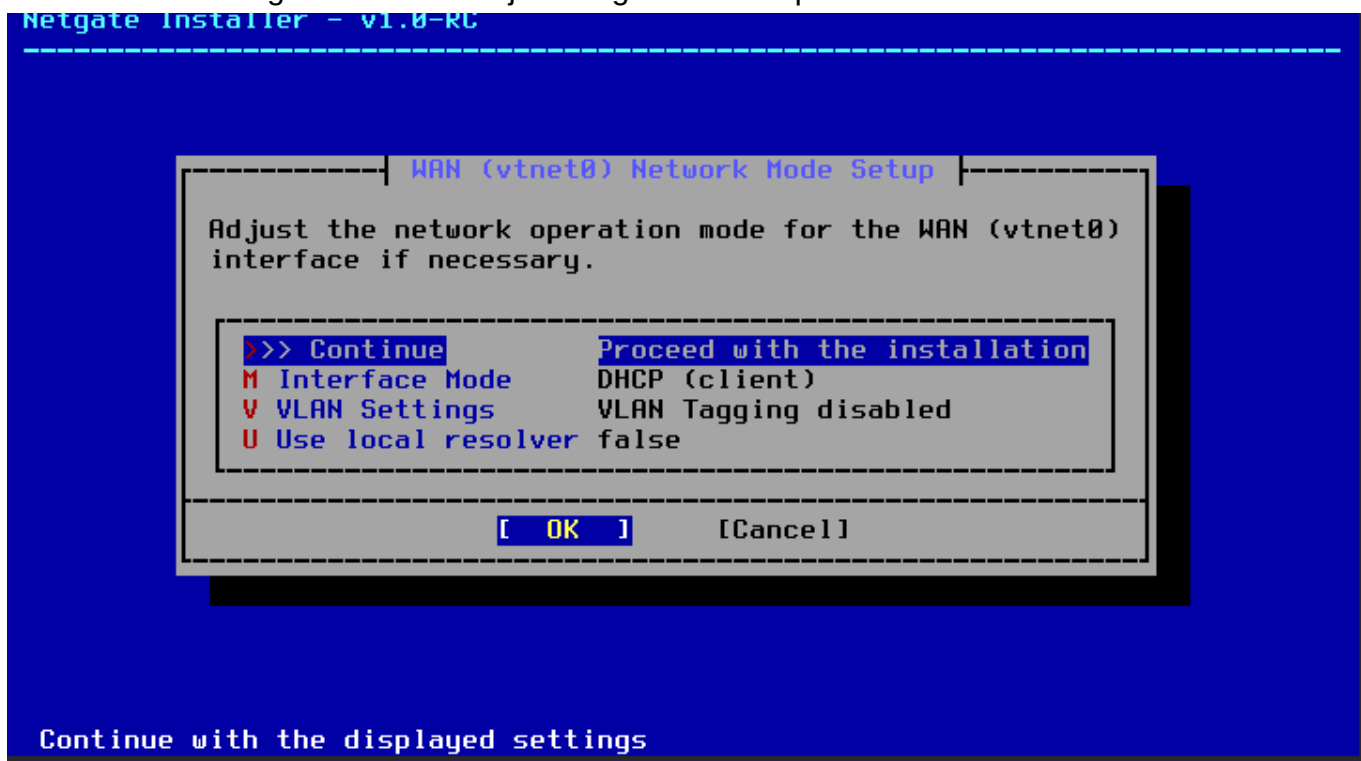 Netgate Installer - v1.0-RC
WAN (vtnet0) Network Mode Setup
Adjust the network operation mode for the WAN (vtnet0)
interface if necessary.
>>> Continue Proceed with the installation
M Interface Mode DHCP (client)
V VLAN Settings VLAN Tagging disabled
U Use local resolver false
[ OK ] [Cancel]
Continue with the displayed settings